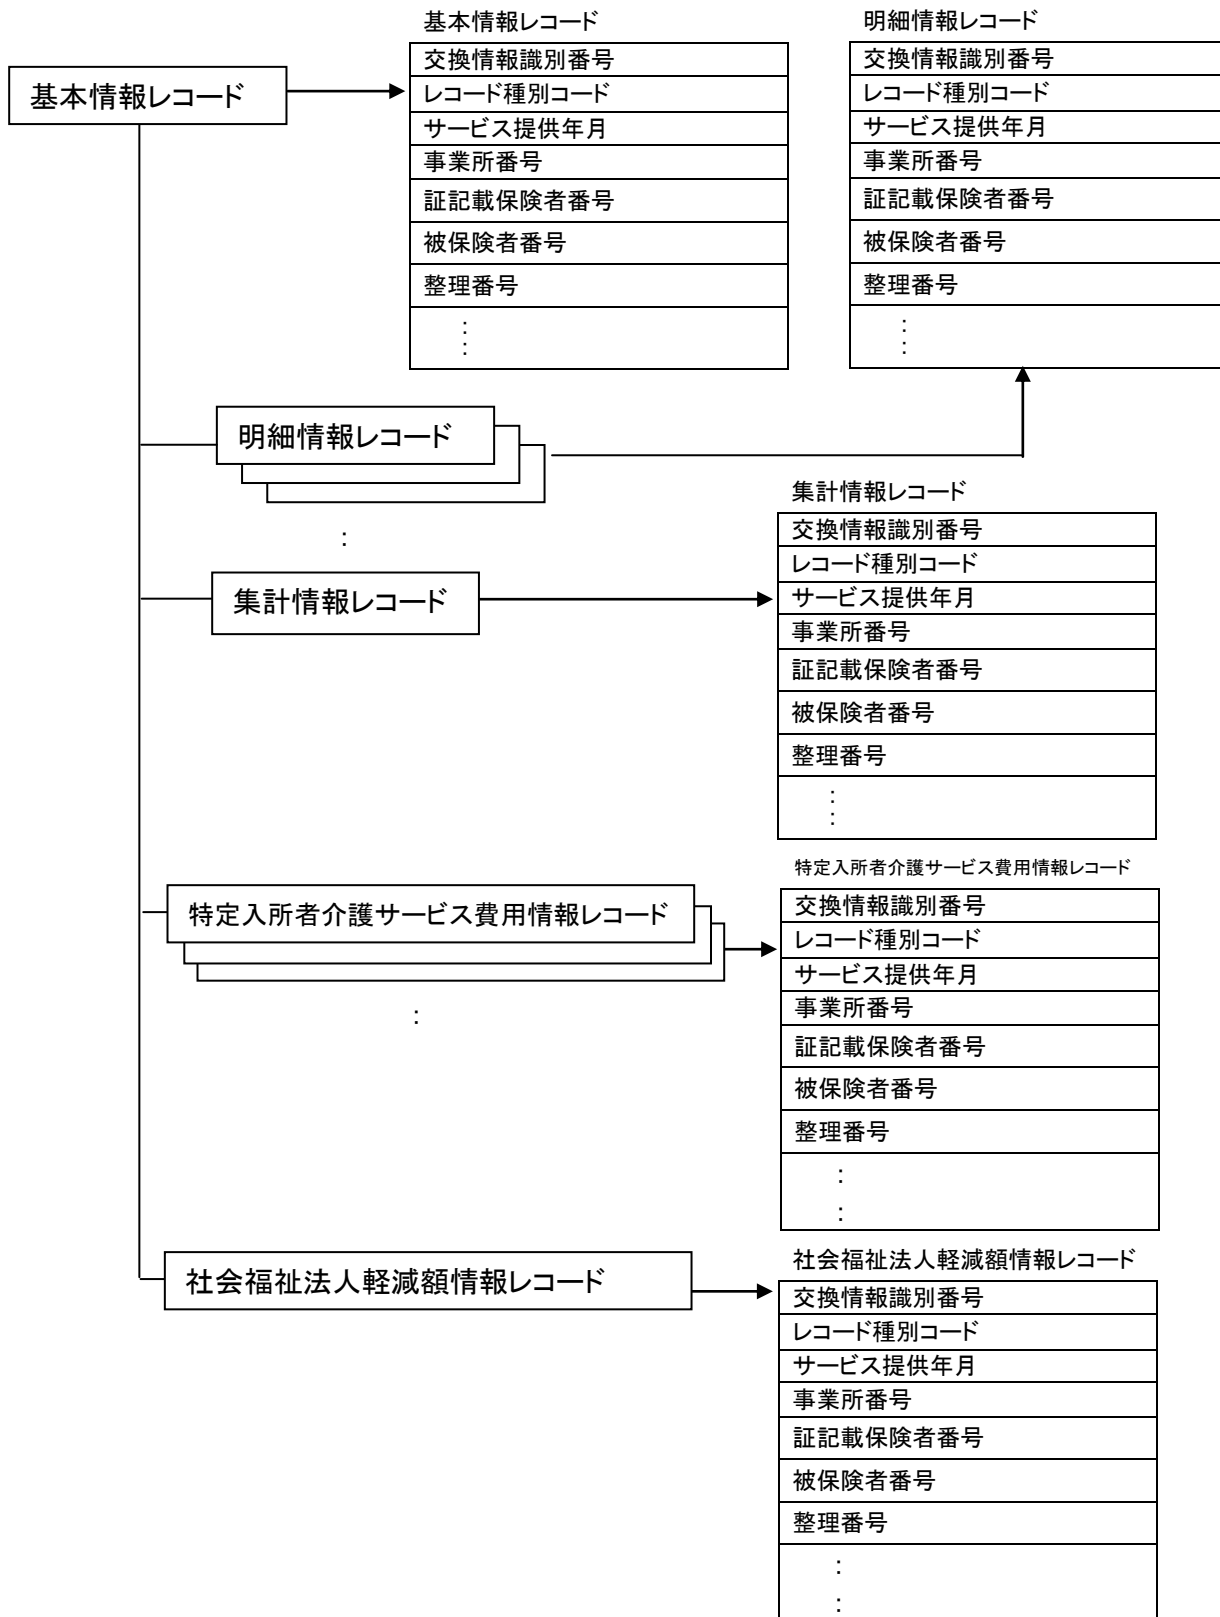 基本情報レコード
基本情報レコード
交換情報識別番号
レコード種別コード
サービス提供年月
事業所番号
証記載保険者番号
被保険者番号
整理番号
:
:
明細情報レコード
交換情報識別番号
レコード種別コード
サービス提供年月
事業所番号
証記載保険者番号
被保険者番号
整理番号
:
:
明細情報レコード
:
集計情報レコード
集計情報レコード
交換情報識別番号
レコード種別コード
サービス提供年月
事業所番号
証記載保険者番号
被保険者番号
整理番号
:
:
特定入所者介護サービス費用情報レコード
:
特定入所者介護サービス費用情報レコード
交換情報識別番号
レコード種別コード
サービス提供年月
事業所番号
証記載保険者番号
被保険者番号
整理番号
:
:
社会福祉法人軽減額情報レコード
社会福祉法人軽減額情報レコード
交換情報識別番号
レコード種別コード
サービス提供年月
事業所番号
証記載保険者番号
被保険者番号
整理番号
:
: